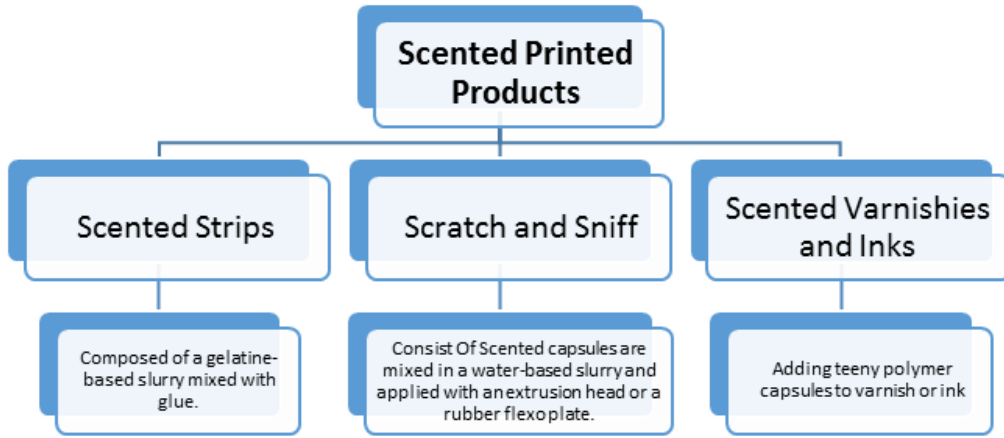 Scented Printed
Products
Scented Strips
Scratch and Sniff
Scented Varnishies
and Inks
Composed of a gelatine-
based slurry mixed with
glue.
Consist Of Scented capsules are
mixed in a water-based slurry and
applied with an extrusion head or a
rubber flexo plate.
Adding teeny polymer
capsules to varnish or ink